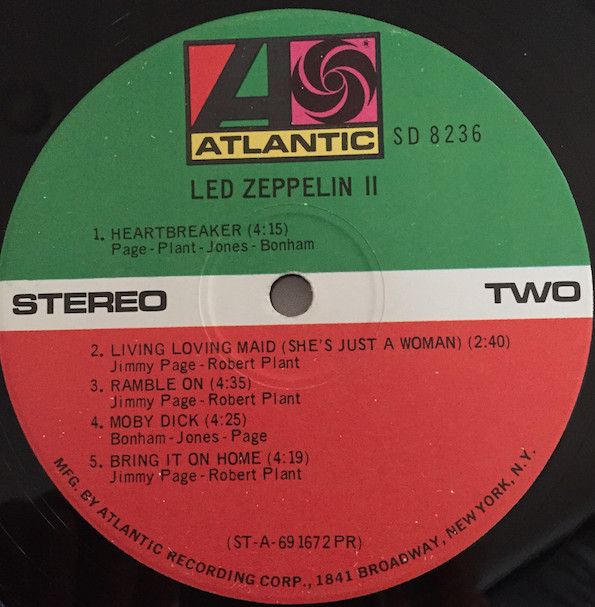 ATLANTIC
SD 8236
LED ZEPPELIN II
1. HEARTBREAKER (4:15)
Page-Plant-Jones-Bonham
STEREO
TWO
2. LIVING LOVING MAID (SHE'S JUST A WOMAN) (2:40)
Jimmy Page-Robert Plant
3. RAMBLE ON (4:35)
Jimmy Page-Robert Plant
4. MOBY DICK (4:25)
Bonham-Jones-Page
5. BRING IT ON HOME (4:19)
Jimmy Page-Robert Plant
(ST-A-691672PR)
MFG. BY ATLANTIC RECORDING CORP., 1841 BROADWAY, NEW YORK, N.Y.